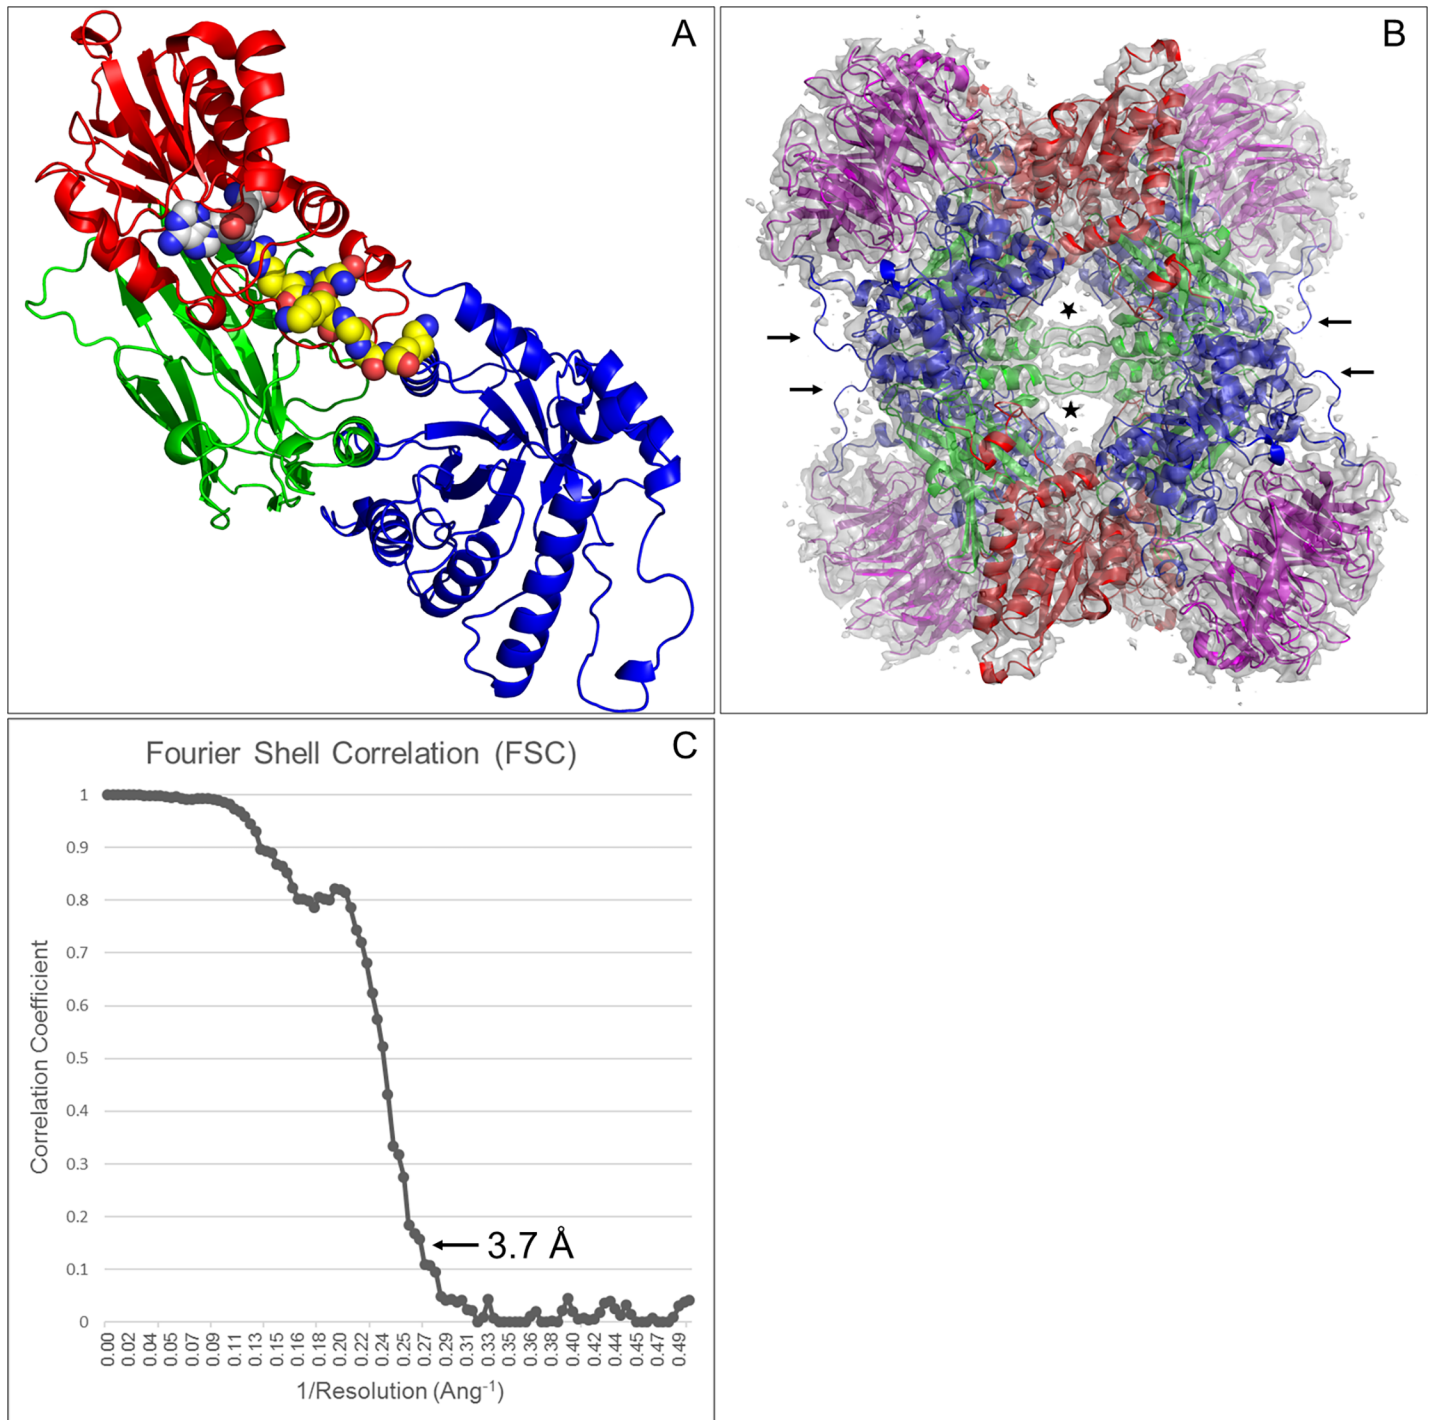 A
B
C
Fourier Shell Correlation (FSC)
1
0.9
0.8
0.7
0.6
0.5
0.4
0.3
0.2
0.1
0
Correlation Coefficient
3.7 Å
0.00 0.02 0.04 0.05 0.07 0.09 0.11 0.13 0.15 0.16 0.18 0.20 0.22 0.24 0.25 0.27 0.29 0.31 0.33 0.35 0.36 0.38 0.40 0.42 0.44 0.45 0.47 0.49
1/Resolution (Ang⁻¹)